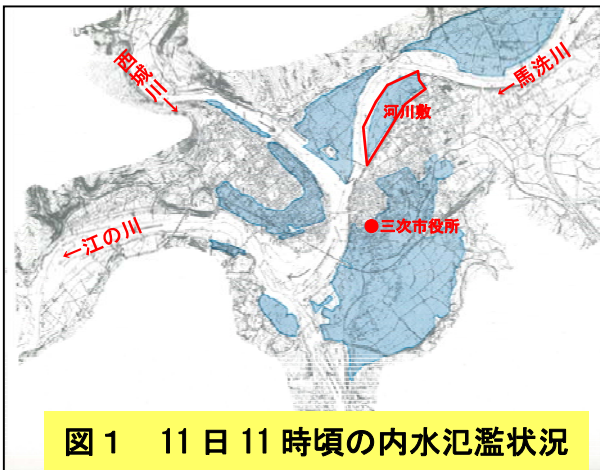 西城川→
←馬洗川
河川敷
●三次市役所
←江の川
図1 11日11時頃の内水氾濫状況